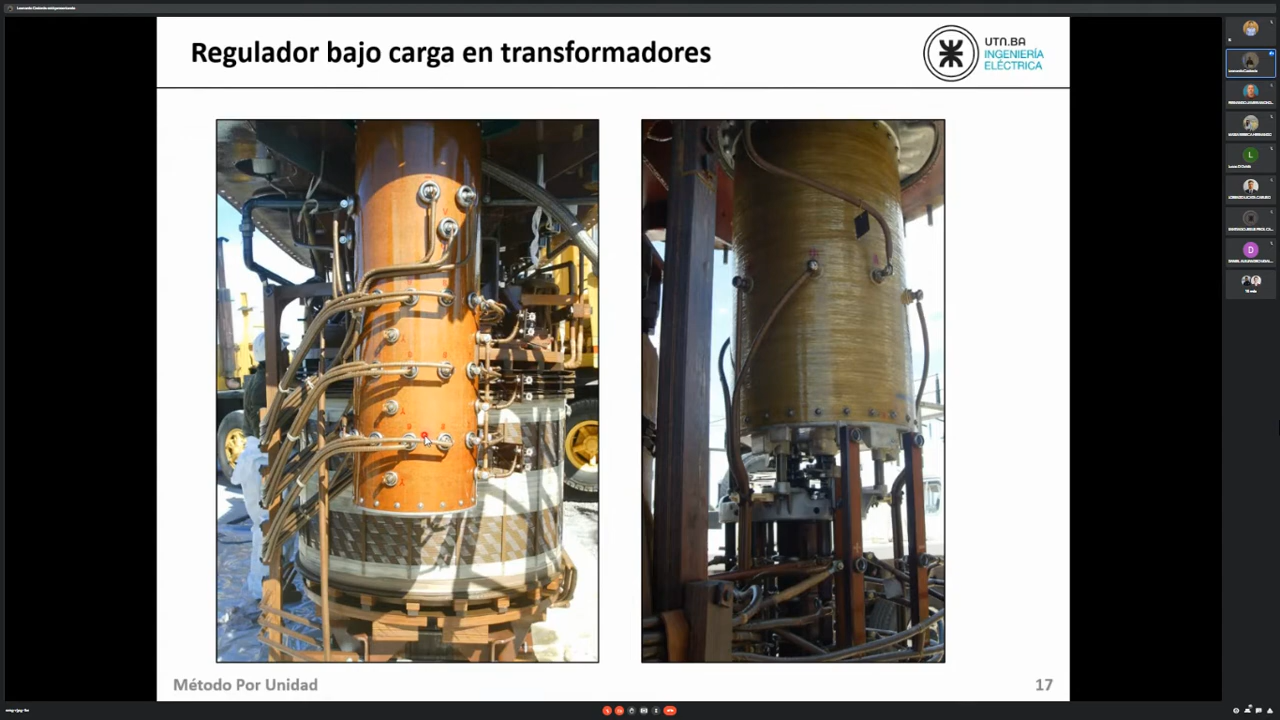 Regulador bajo carga en transformadores
UTN.BA
INGENIERÍA
ELÉCTRICA
L
D
Método Por Unidad
17